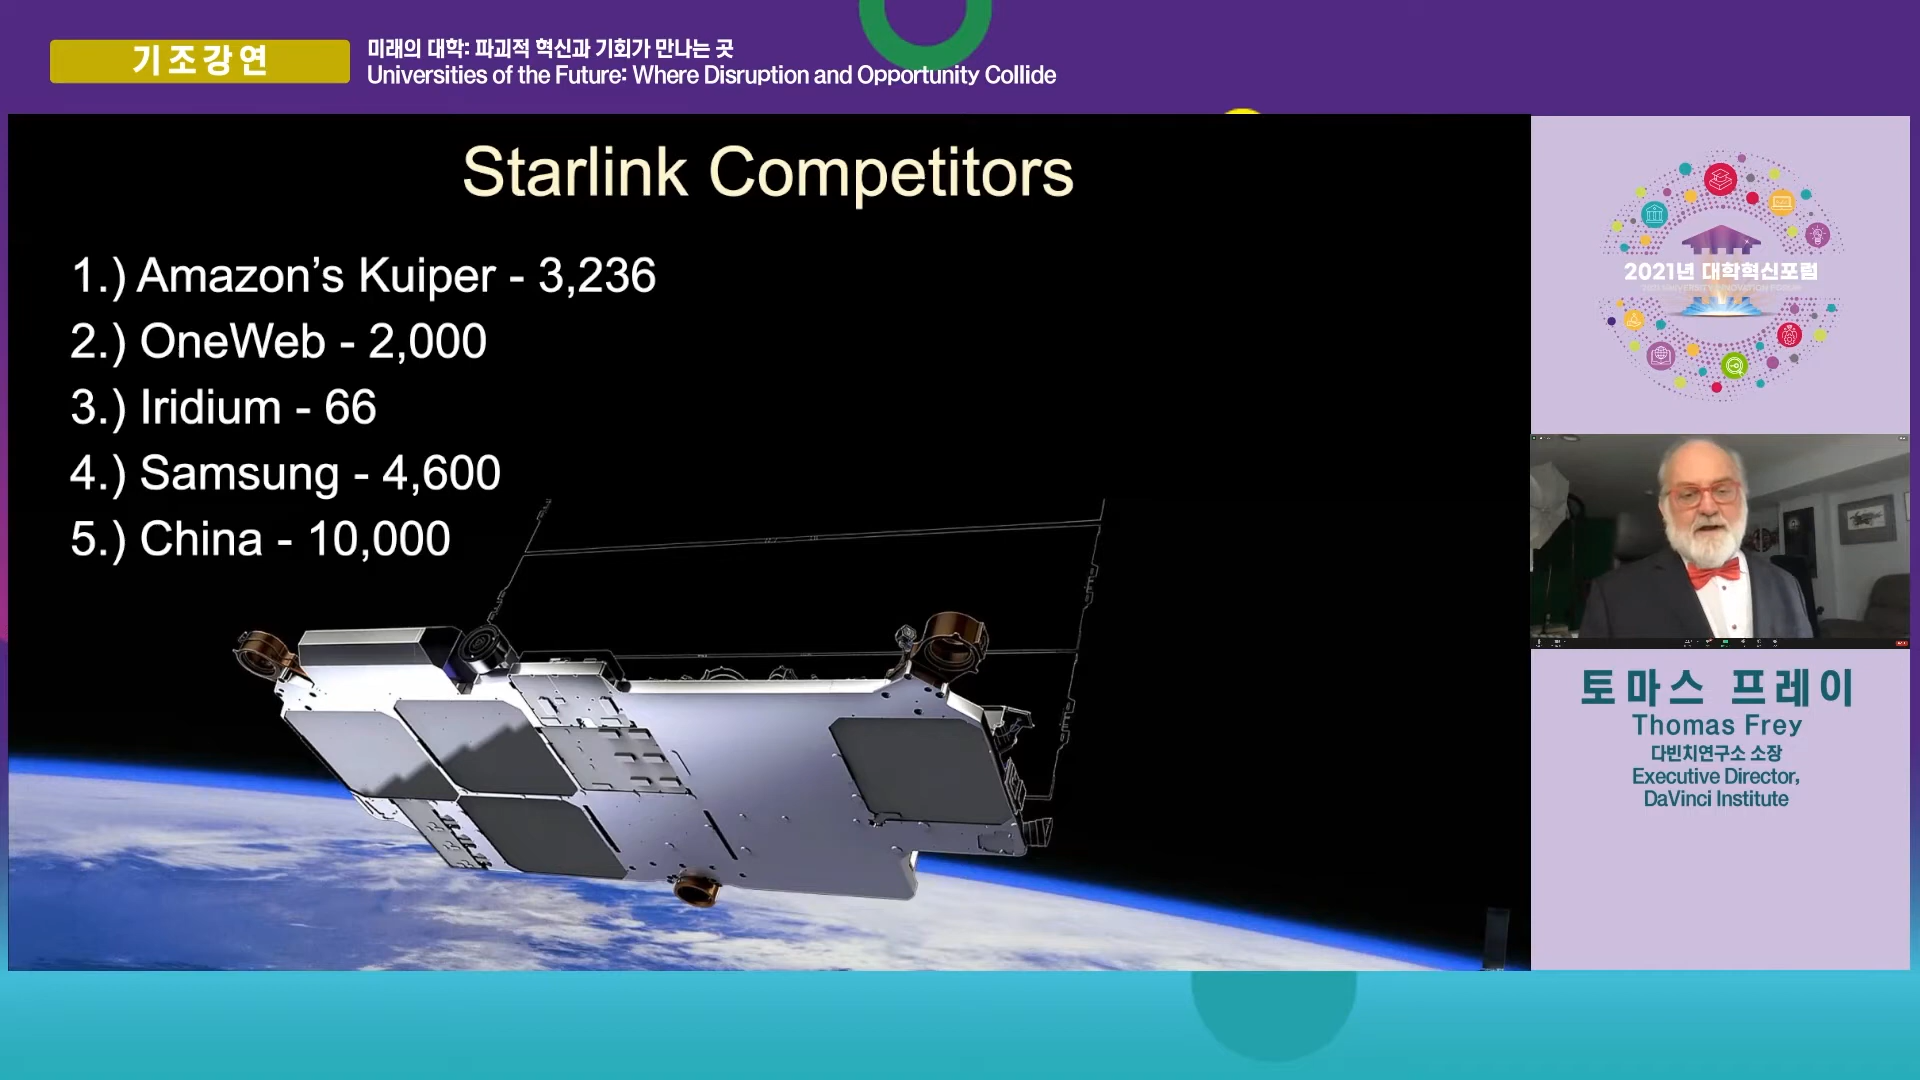 기조강연
미래의 대학: 파괴적 혁신과 기회가 만나는 곳
Universities of the Future: Where Disruption and Opportunity Collide
Starlink Competitors
1.) Amazon’s Kuiper - 3,236
2.) OneWeb - 2,000
3.) Iridium - 66
4.) Samsung - 4,600
5.) China - 10,000
2021년 대학혁신포럼
2021 UNIVERSITY INNOVATION FORUM
토마스 프레이
Thomas Frey
다빈치연구소 소장
Executive Director,
DaVinci Institute